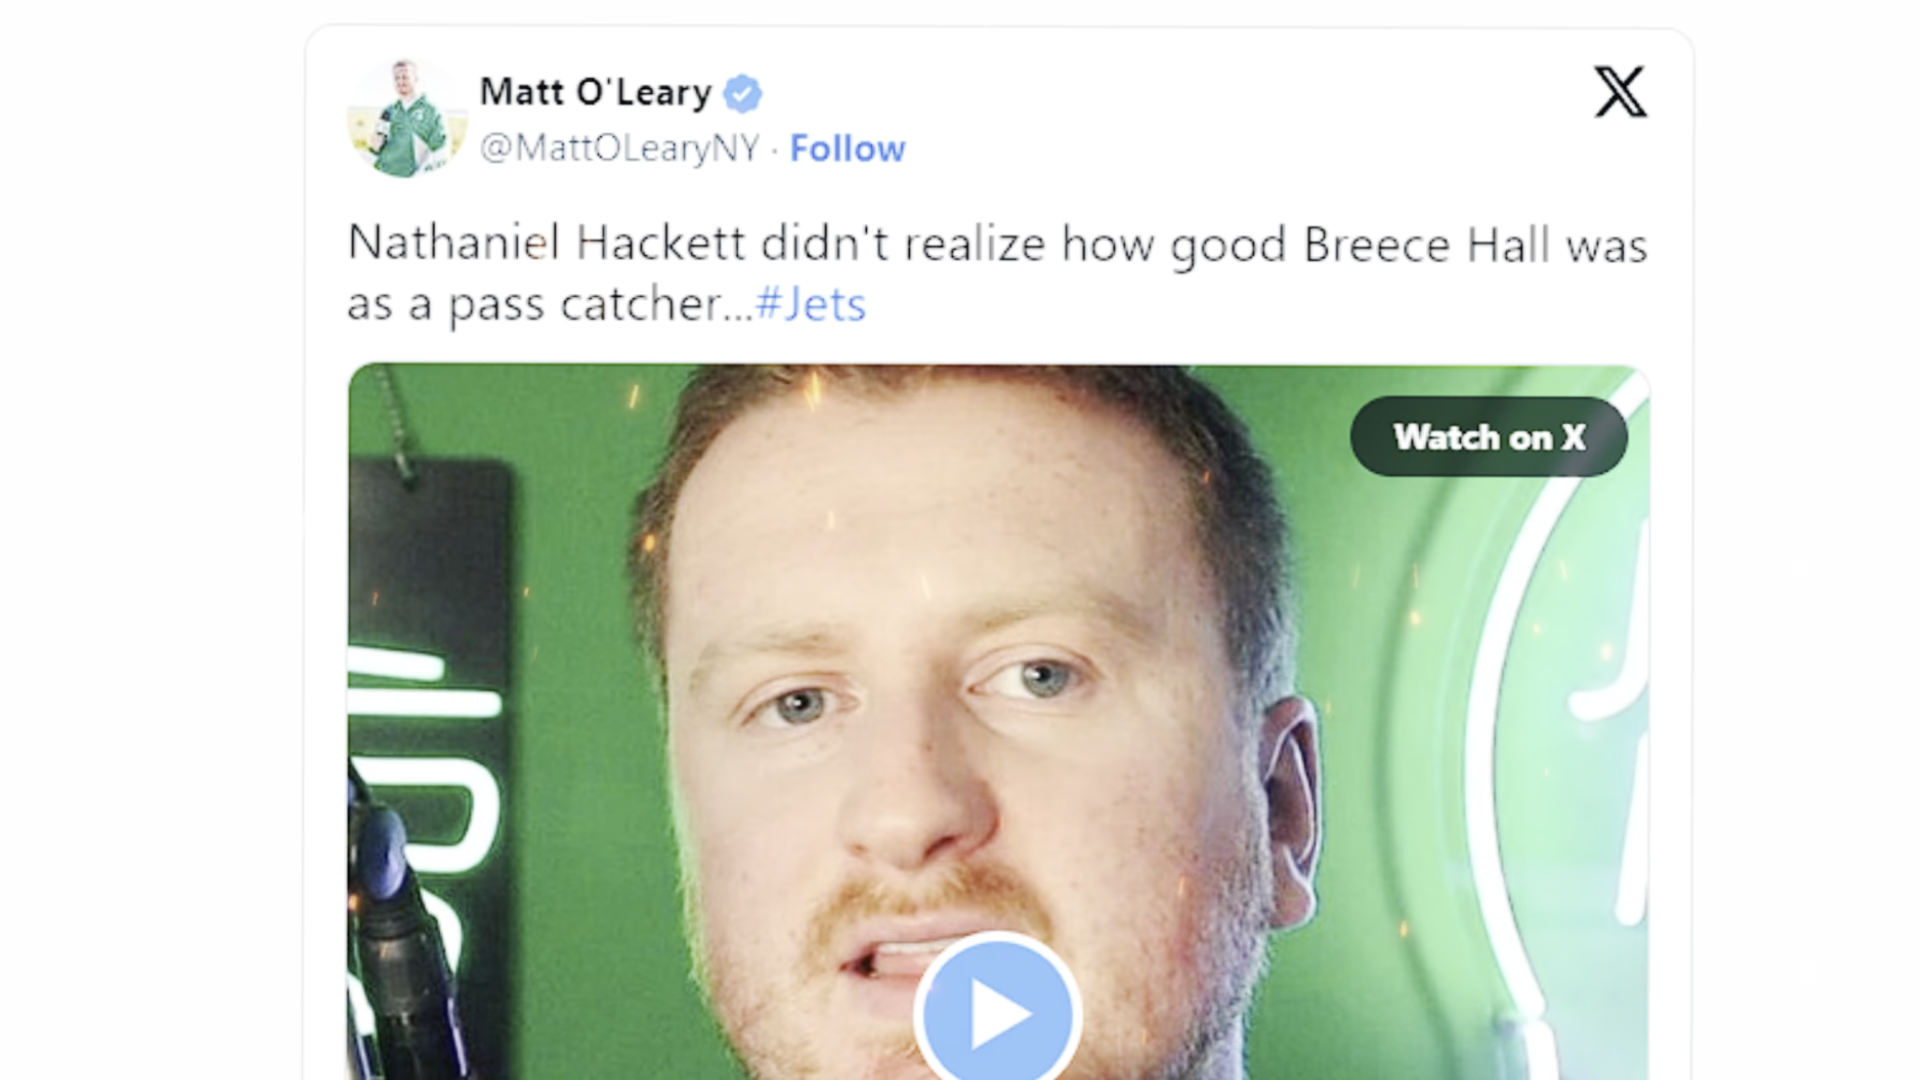 Matt O'Leary
@MattOLearyNY · Follow
Nathaniel Hackett didn't realize how good Breece Hall was
as a pass catcher...#Jets
Watch on X